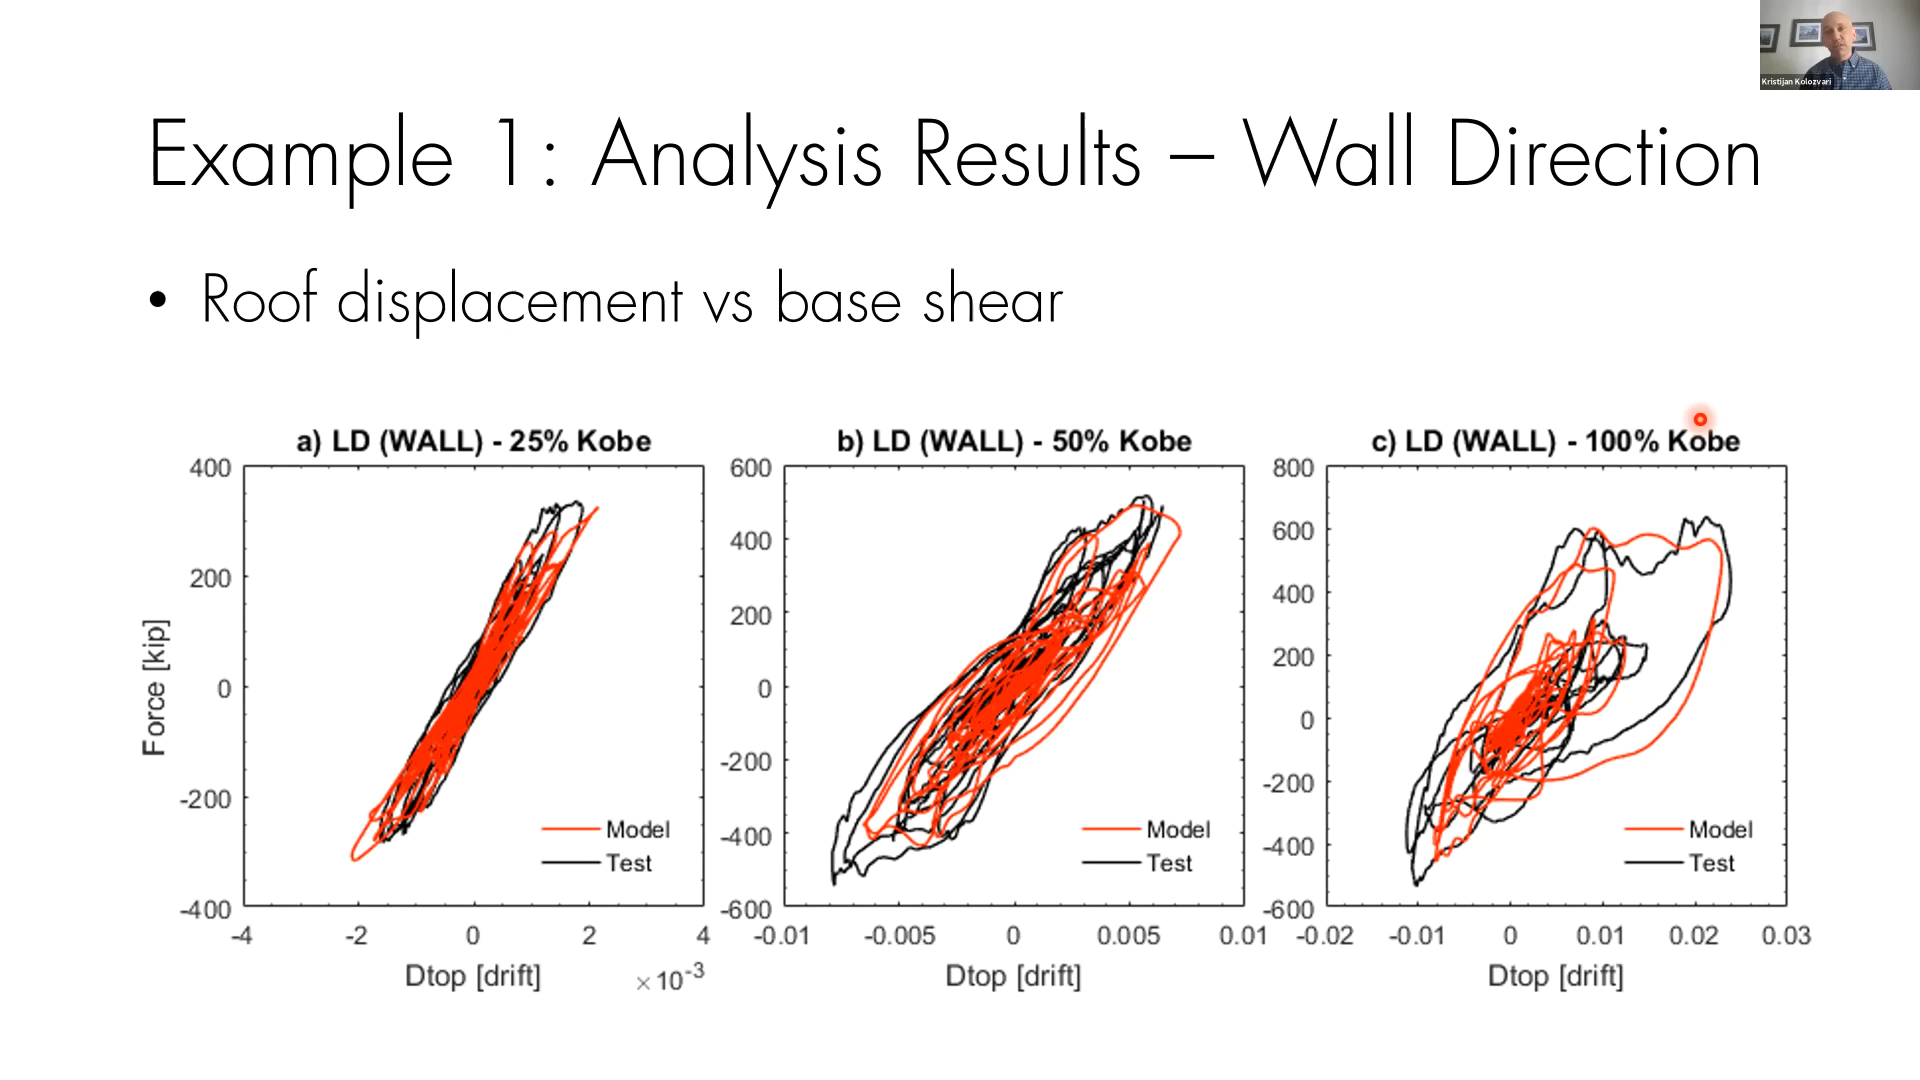 Kristijan Kolozvari
Example 1: Analysis Results – Wall Direction
• Roof displacement vs base shear
a) LD (WALL) - 25% Kobe
400
200
0
-200
-400
Force [kip]
-4
-2
0
2
4
Dtop [drift]
×10-3
Model
Test
b) LD (WALL) - 50% Kobe
600
400
200
0
-200
-400
-600
-0.01
-0.005
0
0.005
0.01
Dtop [drift]
Model
Test
c) LD (WALL) - 100% Kobe
800
600
400
200
0
-200
-400
-600
-0.02
-0.01
0
0.01
0.02
0.03
Dtop [drift]
Model
Test